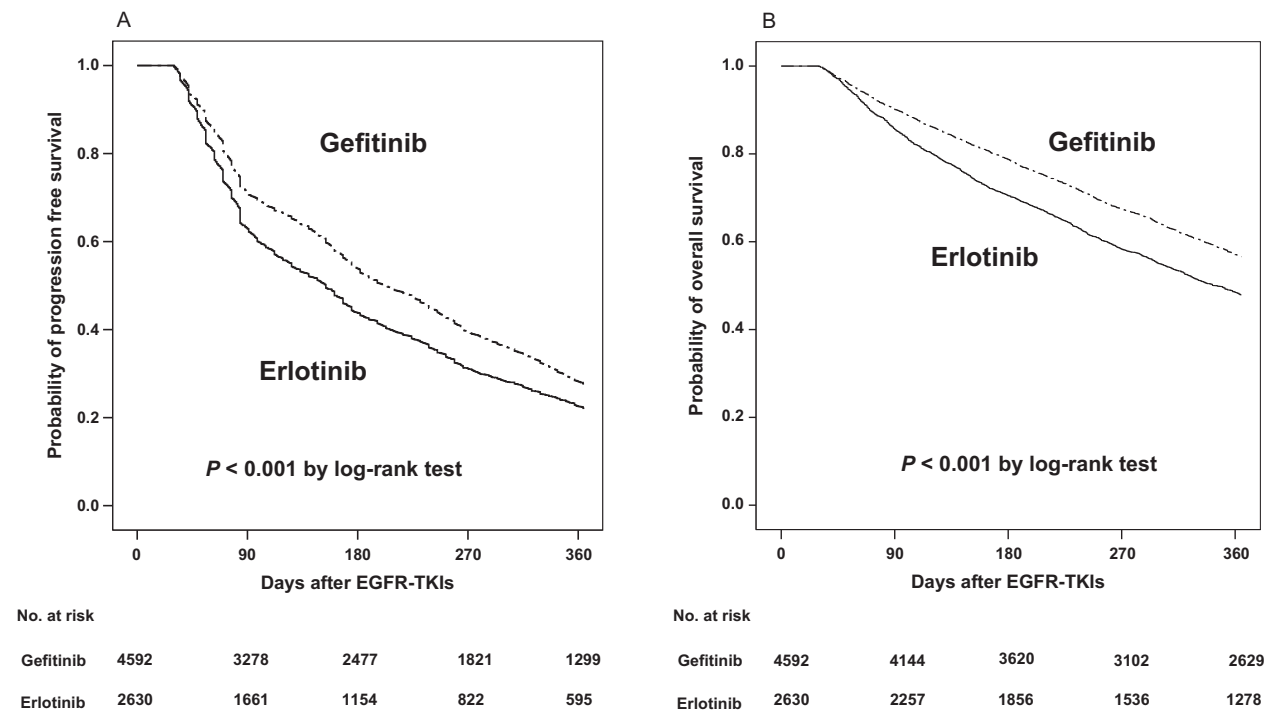 A
Probability of progression free survival
1.0
0.8
0.6
0.4
0.2
0.0
Gefitinib
Erlotinib
P < 0.001 by log-rank test
0 90 180 270 360
Days after EGFR-TKIs
No. at risk
Gefitinib 4592 3278 2477 1821 1299
Erlotinib 2630 1661 1154 822 595
B
Probability of overall survival
1.0
0.8
0.6
0.4
0.2
0.0
Gefitinib
Erlotinib
P < 0.001 by log-rank test
0 90 180 270 360
Days after EGFR-TKIs
No. at risk
Gefitinib 4592 4144 3620 3102 2629
Erlotinib 2630 2257 1856 1536 1278